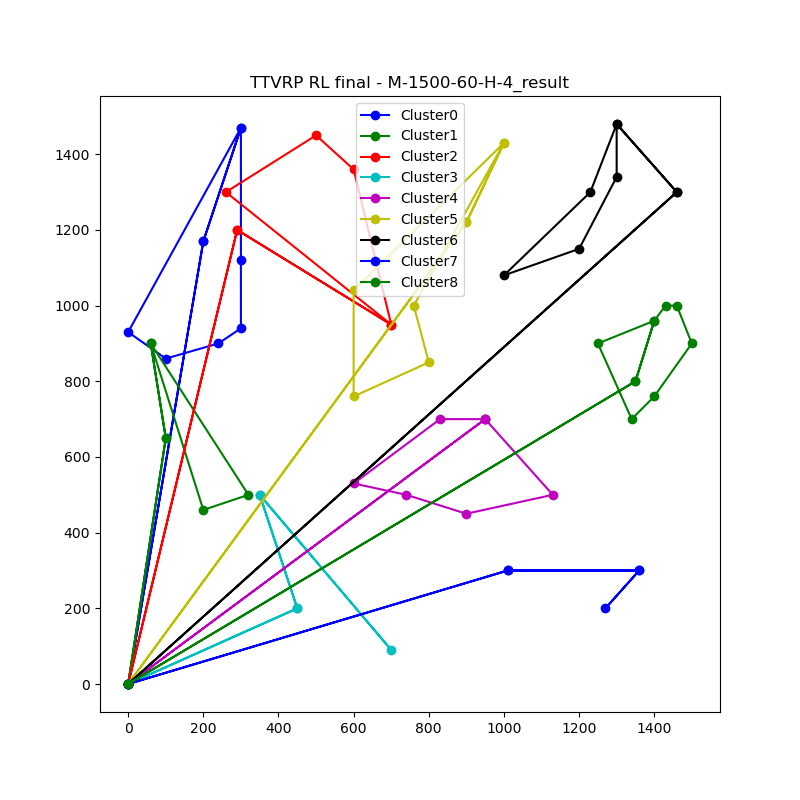 TTVRP RL final - M-1500-60-H-4_result
Cluster0
Cluster1
Cluster2
Cluster3
Cluster4
Cluster5
Cluster6
Cluster7
Cluster8
1400
1200
1000
800
600
400
200
0
0 200 400 600 800 1000 1200 1400